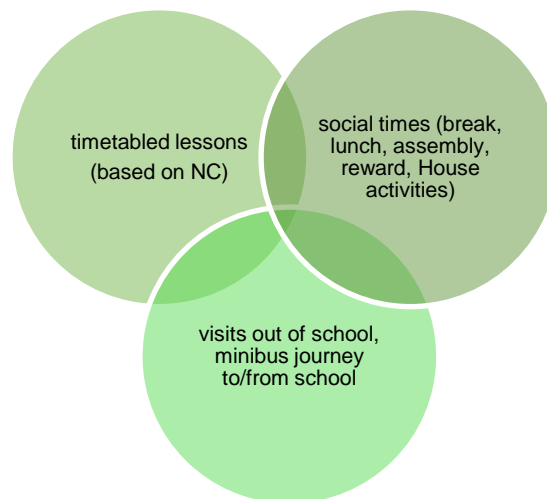 timetabled lessons
(based on NC)
social times (break,
lunch, assembly,
reward, House
activities)
visits out of school,
minibus journey
to/from school